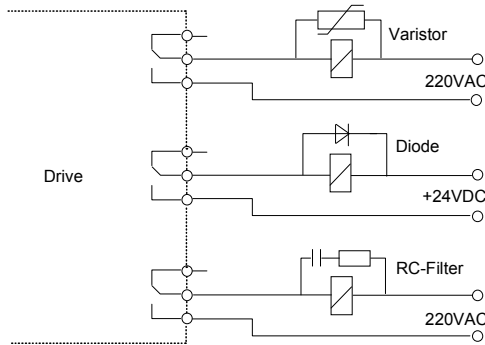 Varistor
220VAC
Diode
Drive
+24VDC
RC-Filter
220VAC